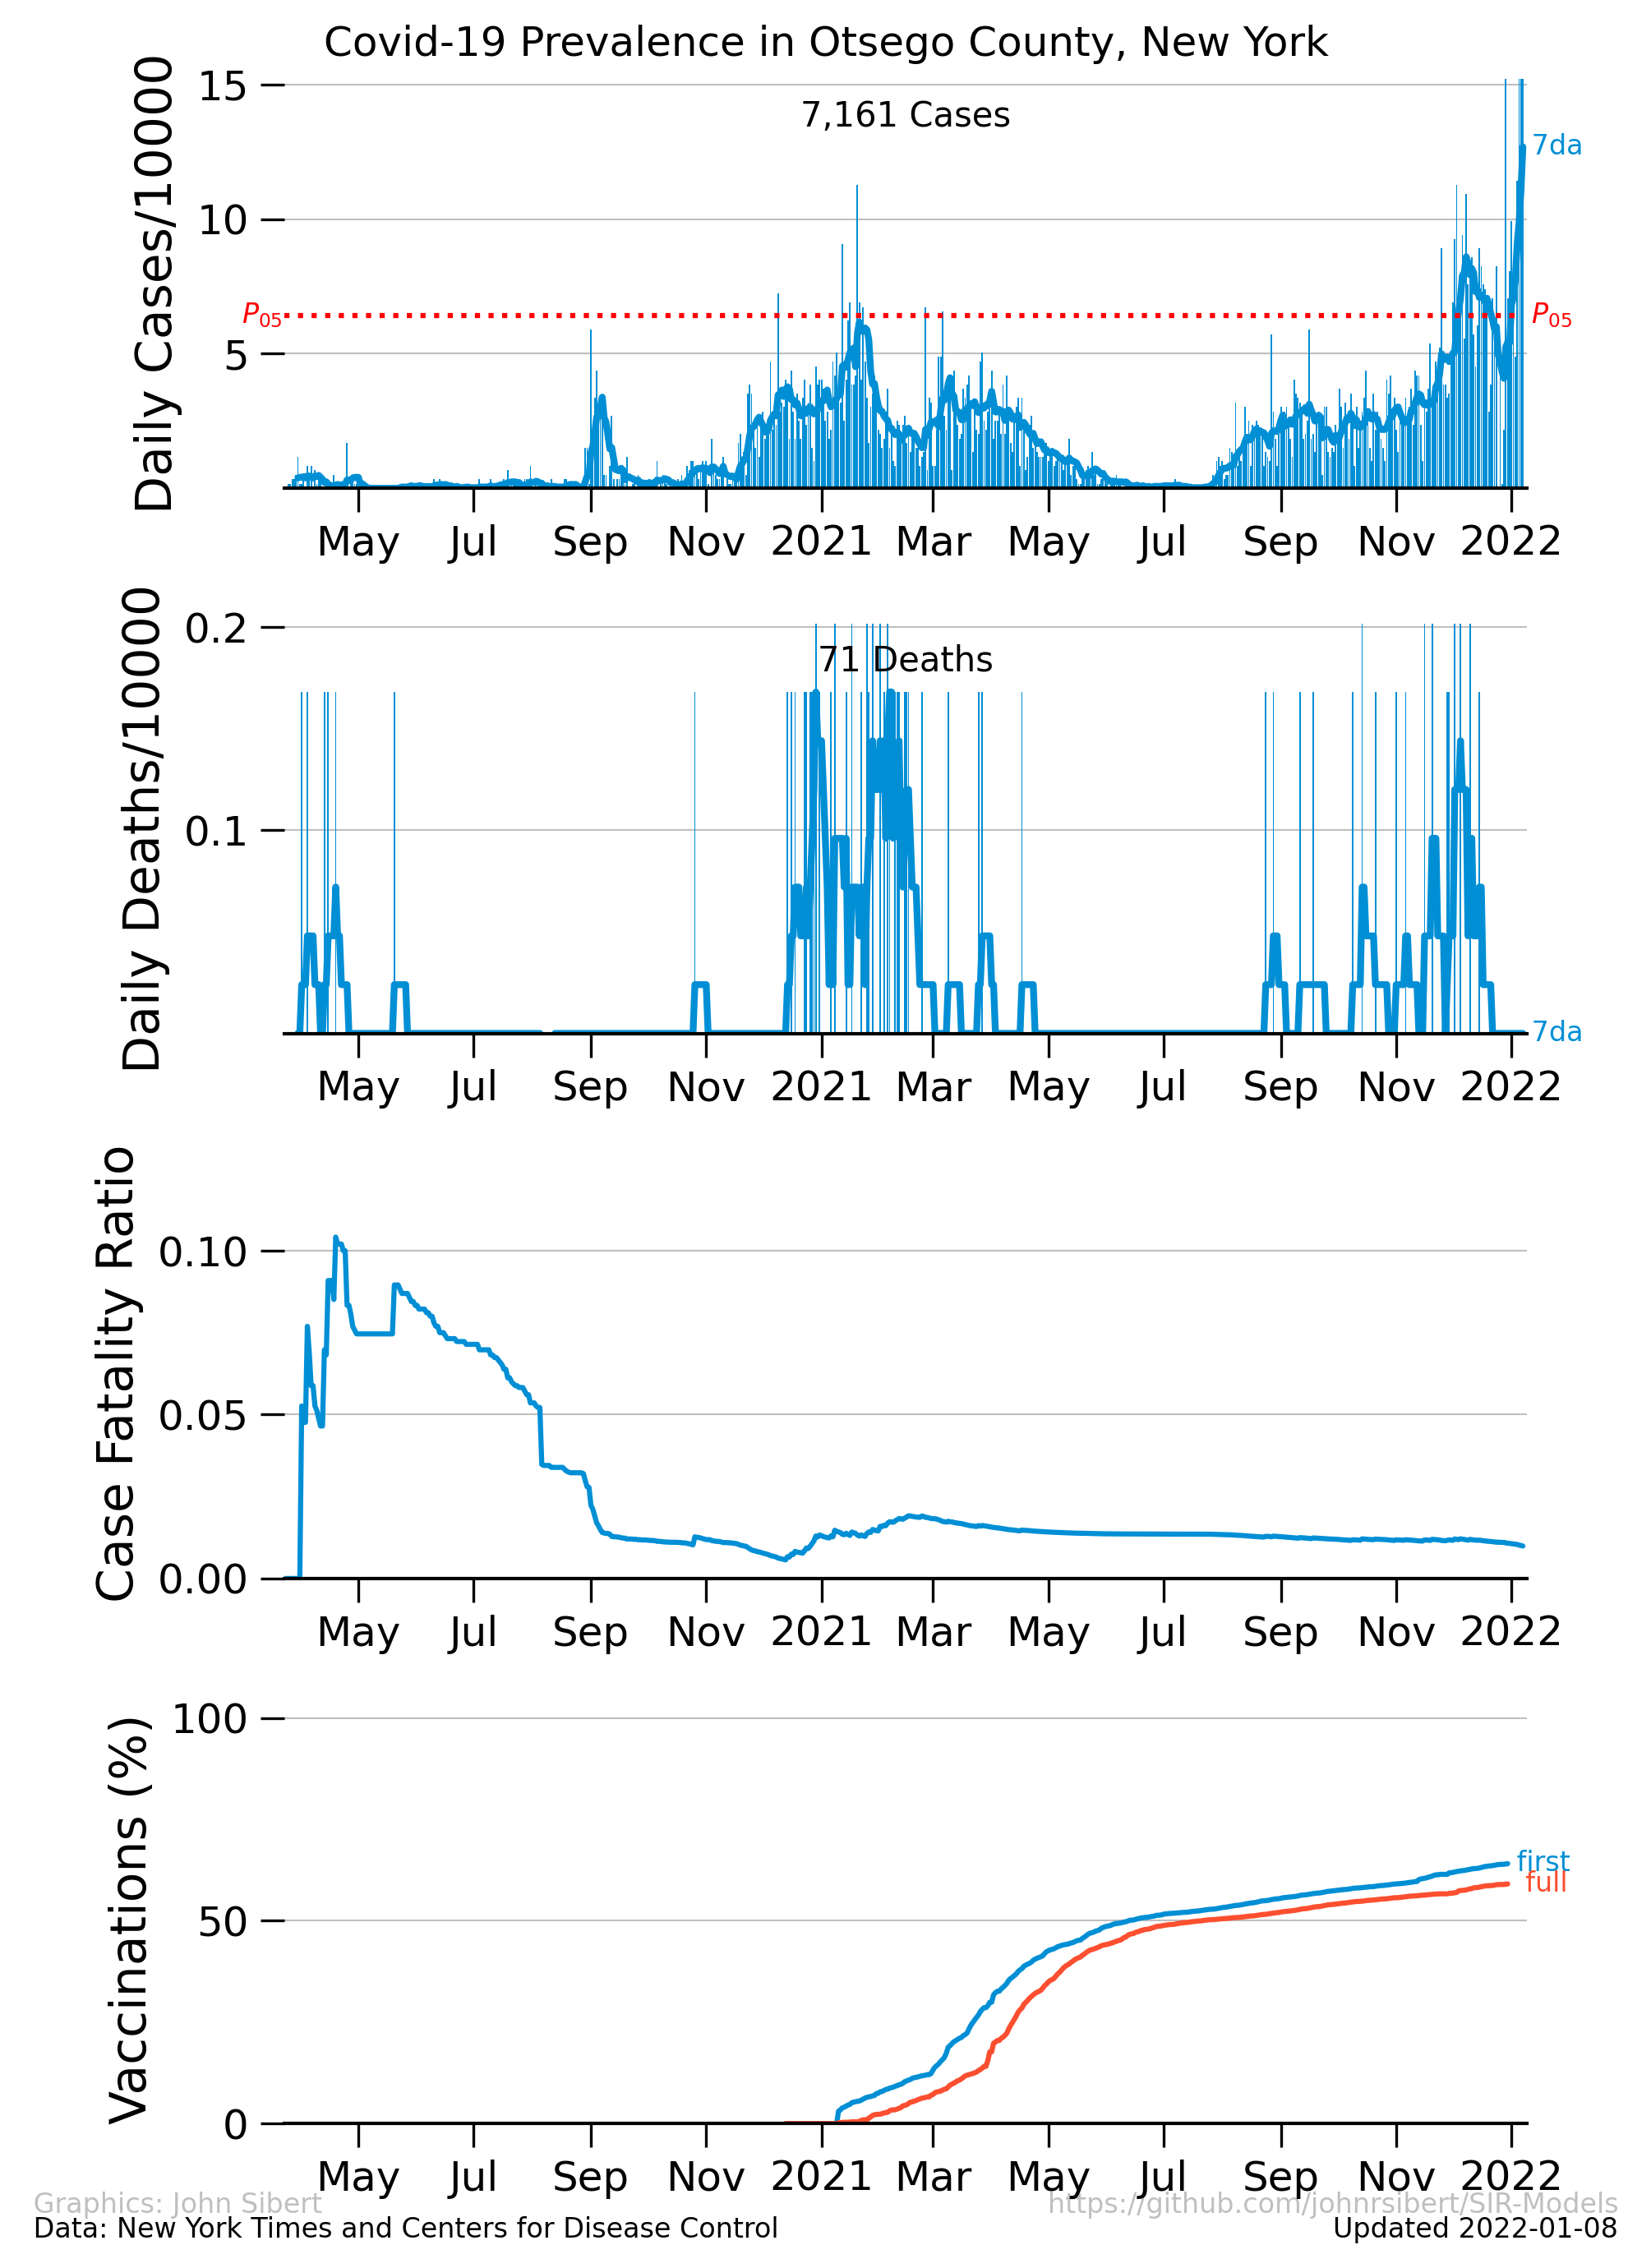 Covid-19 Prevalence in Otsego County, New York
Daily Cases/10000
15
10
5
7,161 Cases
7da
P05
P05
May Jul Sep Nov 2021 Mar May Jul Sep Nov 2022
Daily Deaths/10000
0.2
0.1
71 Deaths
7da
May Jul Sep Nov 2021 Mar May Jul Sep Nov 2022
Case Fatality Ratio
0.10
0.05
0.00
May Jul Sep Nov 2021 Mar May Jul Sep Nov 2022
Vaccinations (%)
100
50
0
first
full
May Jul Sep Nov 2021 Mar May Jul Sep Nov 2022
Graphics: John Sibert
https://github.com/johnrsibert/SIR-Models
Data: New York Times and Centers for Disease Control
Updated 2022-01-08